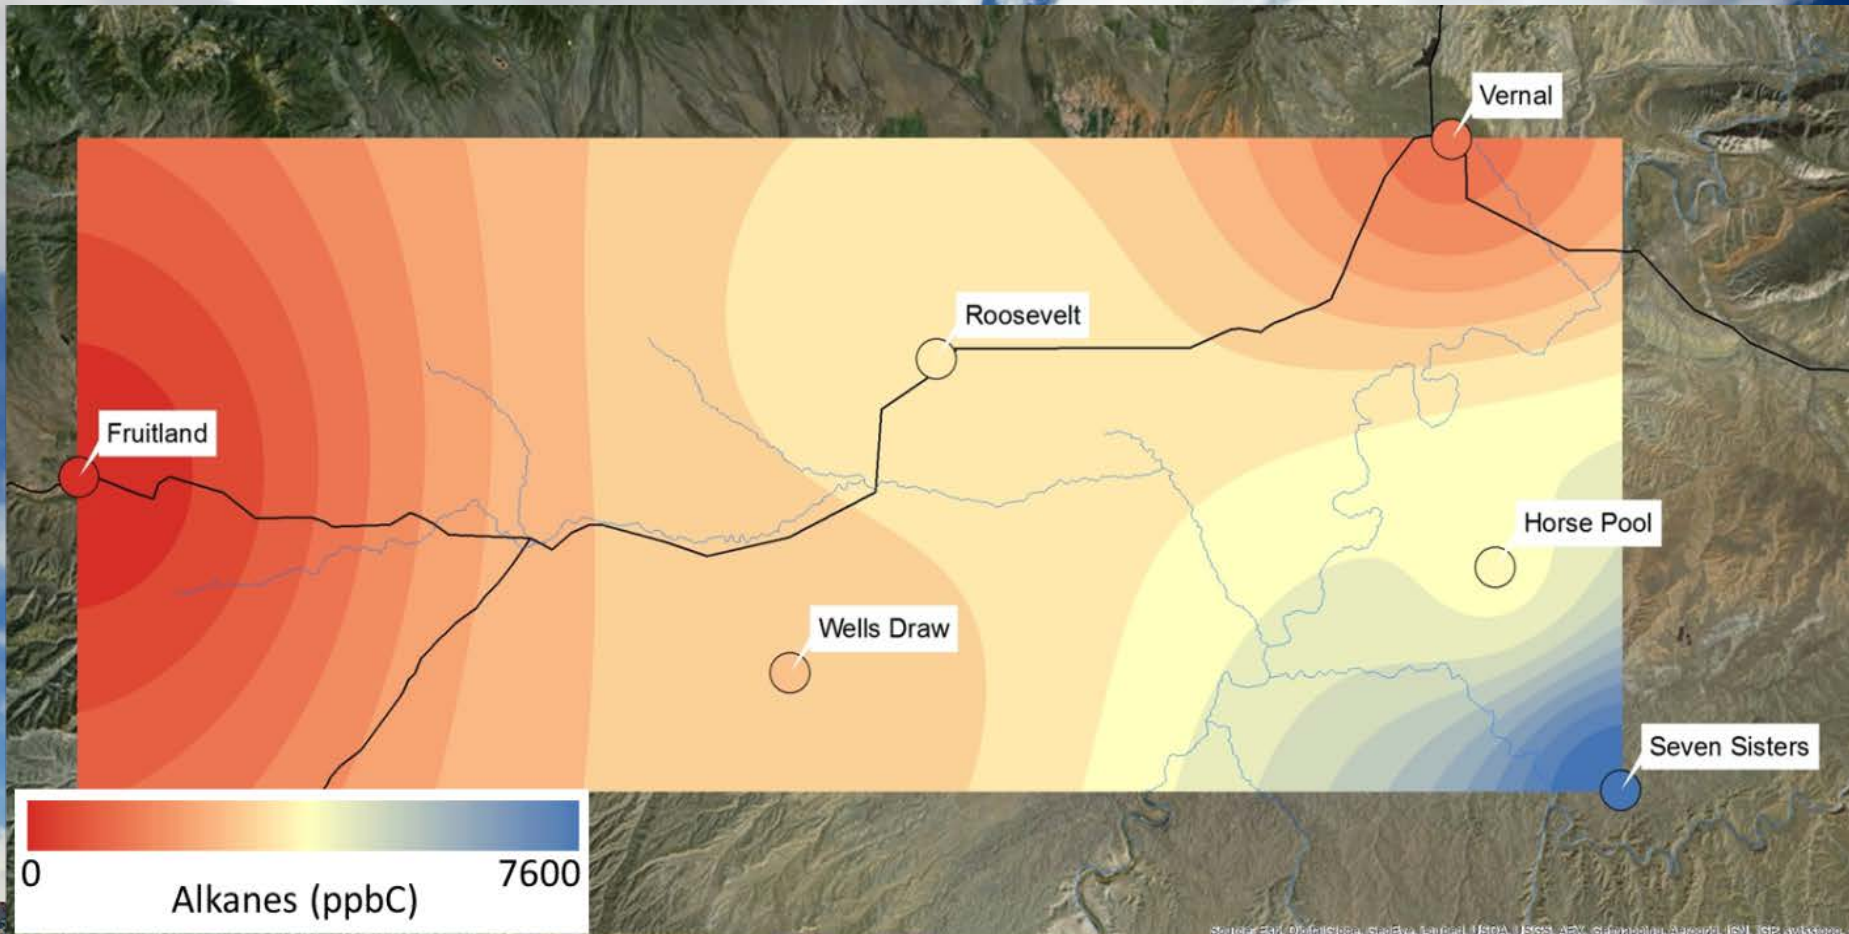 Vernal
Roosevelt
Fruitland
Horse Pool
Wells Draw
Seven Sisters
0 7600
Alkanes (ppbC)